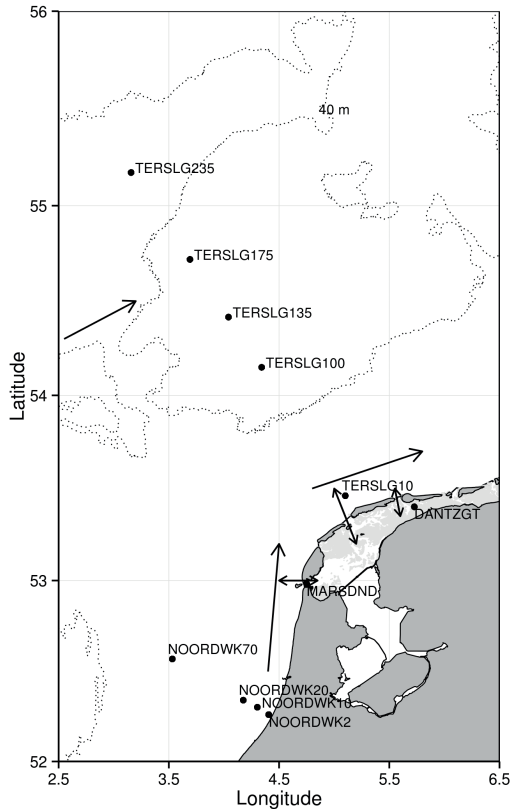 56
40 m
TERSLG235
55
TERSLG175
TERSLG135
TERSLG100
54
Latitude
TERSLG10
DANTZGT
53
MARSDND
NOORDWK70
NOORDWK20
NOORDWK10
NOORDWK2
52
2.5 3.5 4.5 5.5 6.5
Longitude